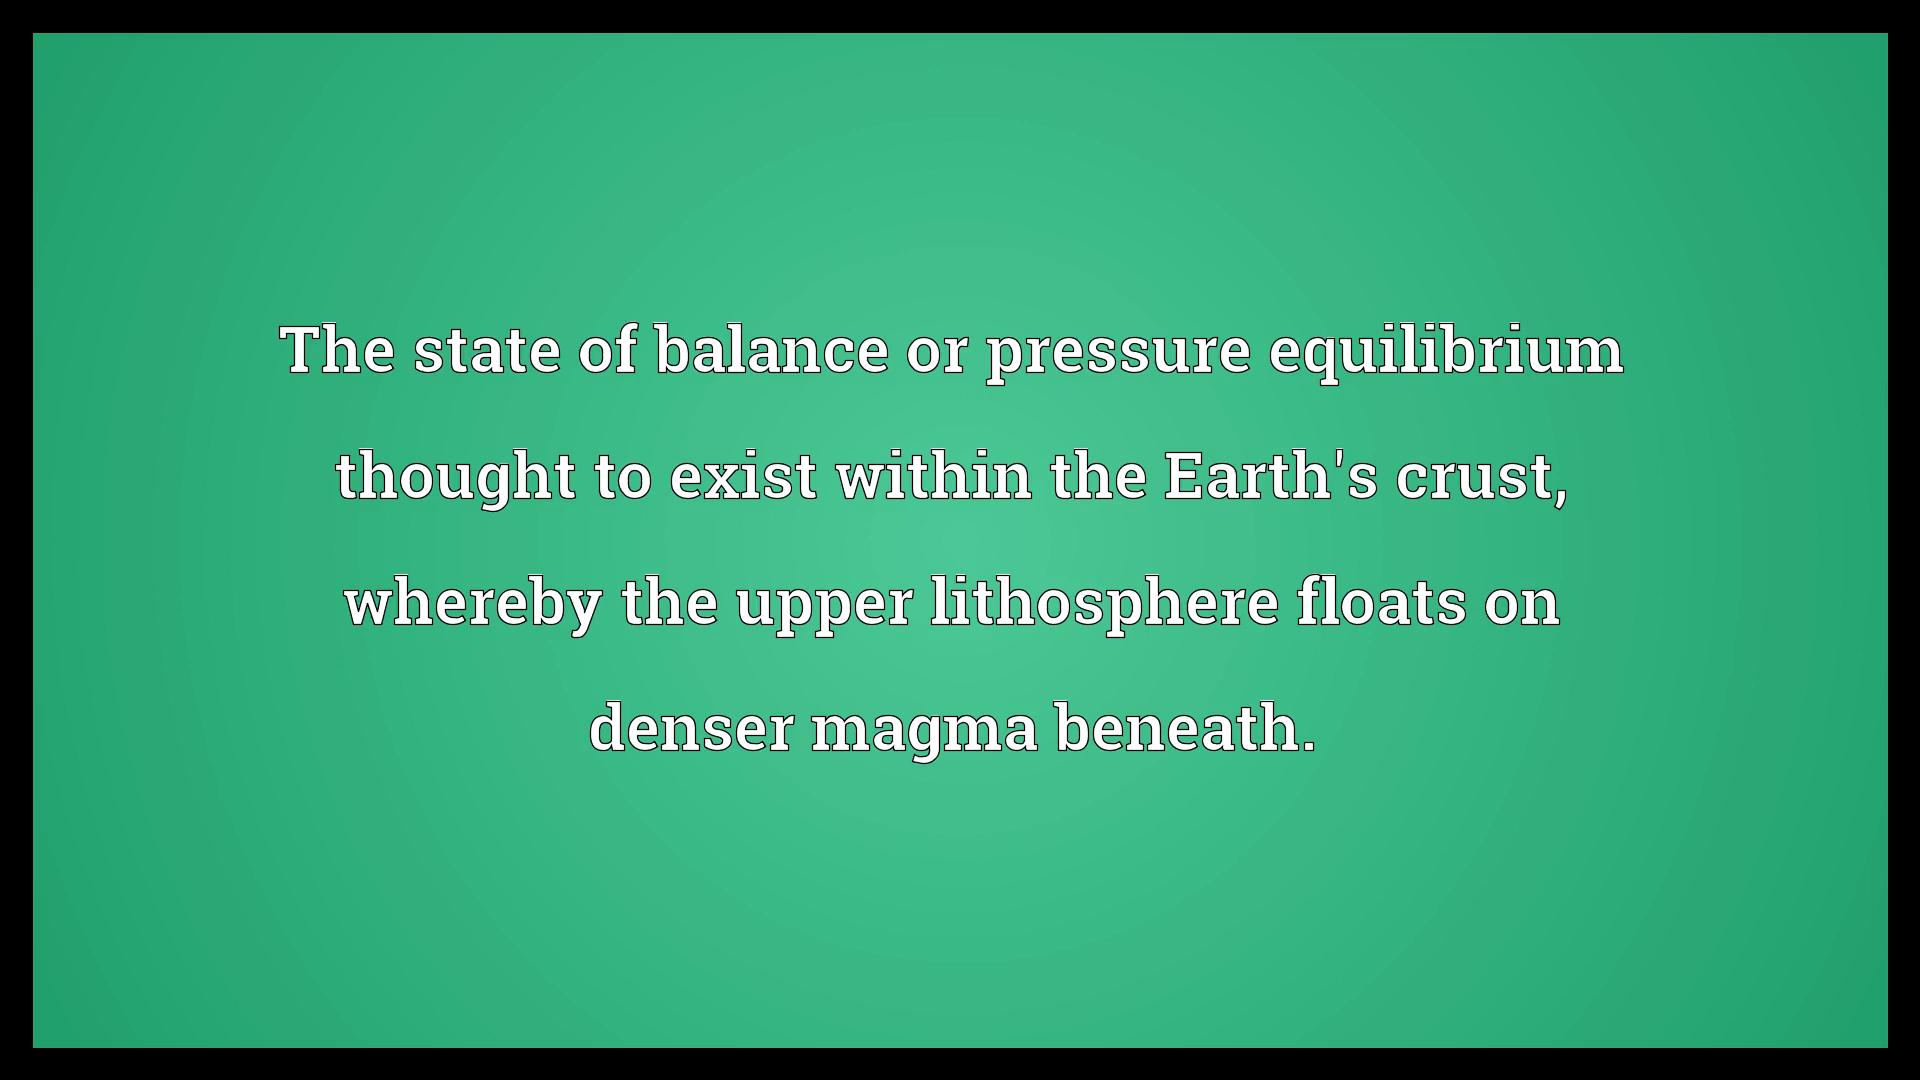 The state of balance or pressure equilibrium
thought to exist within the Earth's crust,
whereby the upper lithosphere floats on
denser magma beneath.